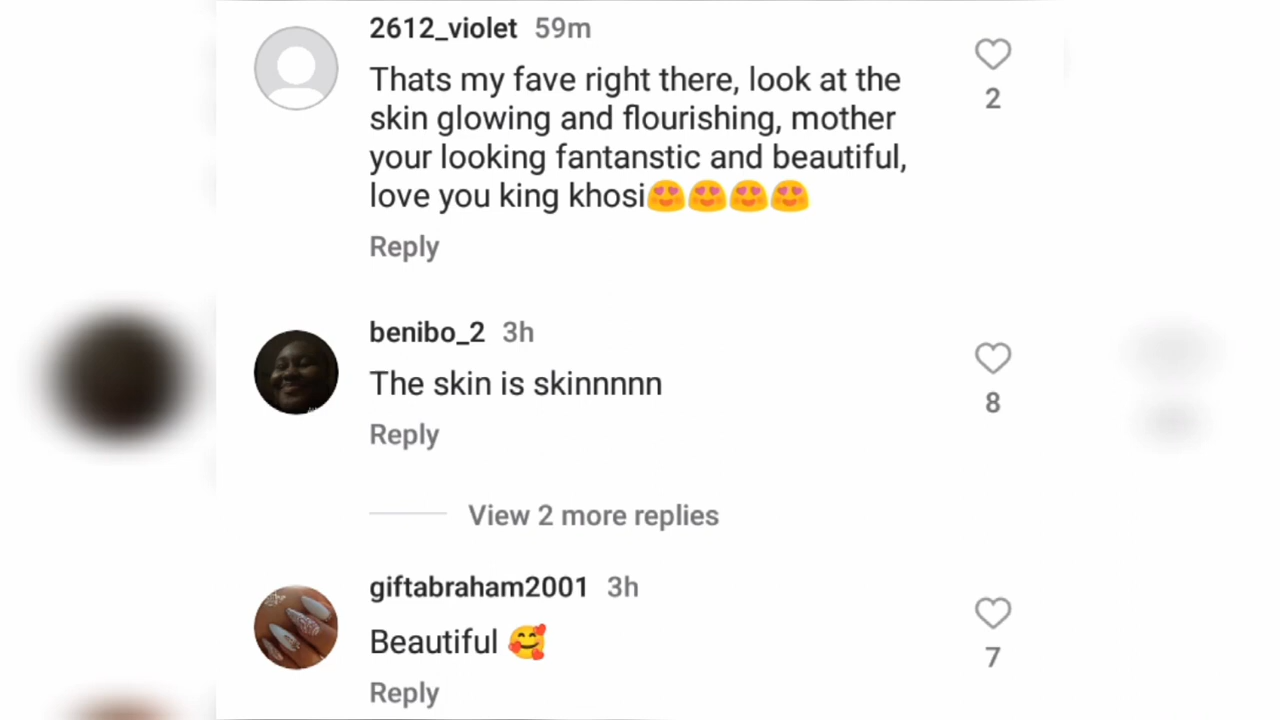 2612_violet 59m
Thats my fave right there, look at the
skin glowing and flourishing, mother
your looking fantanstic and beautiful,
love you king khosi😍😍😍😍
2
Reply
benibo_2 3h
The skin is skinnnnn
8
Reply
View 2 more replies
giftabraham2001 3h
Beautiful 🥰
7
Reply